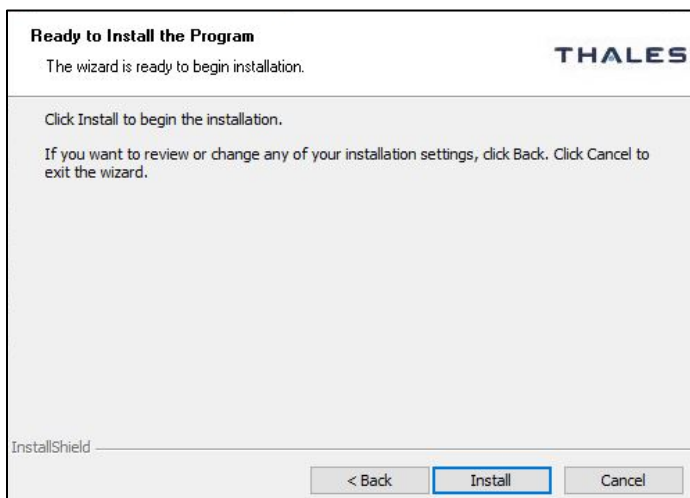 Ready to Install the Program
The wizard is ready to begin installation.
THALES
Click Install to begin the installation.
If you want to review or change any of your installation settings, click Back. Click Cancel to
exit the wizard.
InstallShield
< Back
Install
Cancel